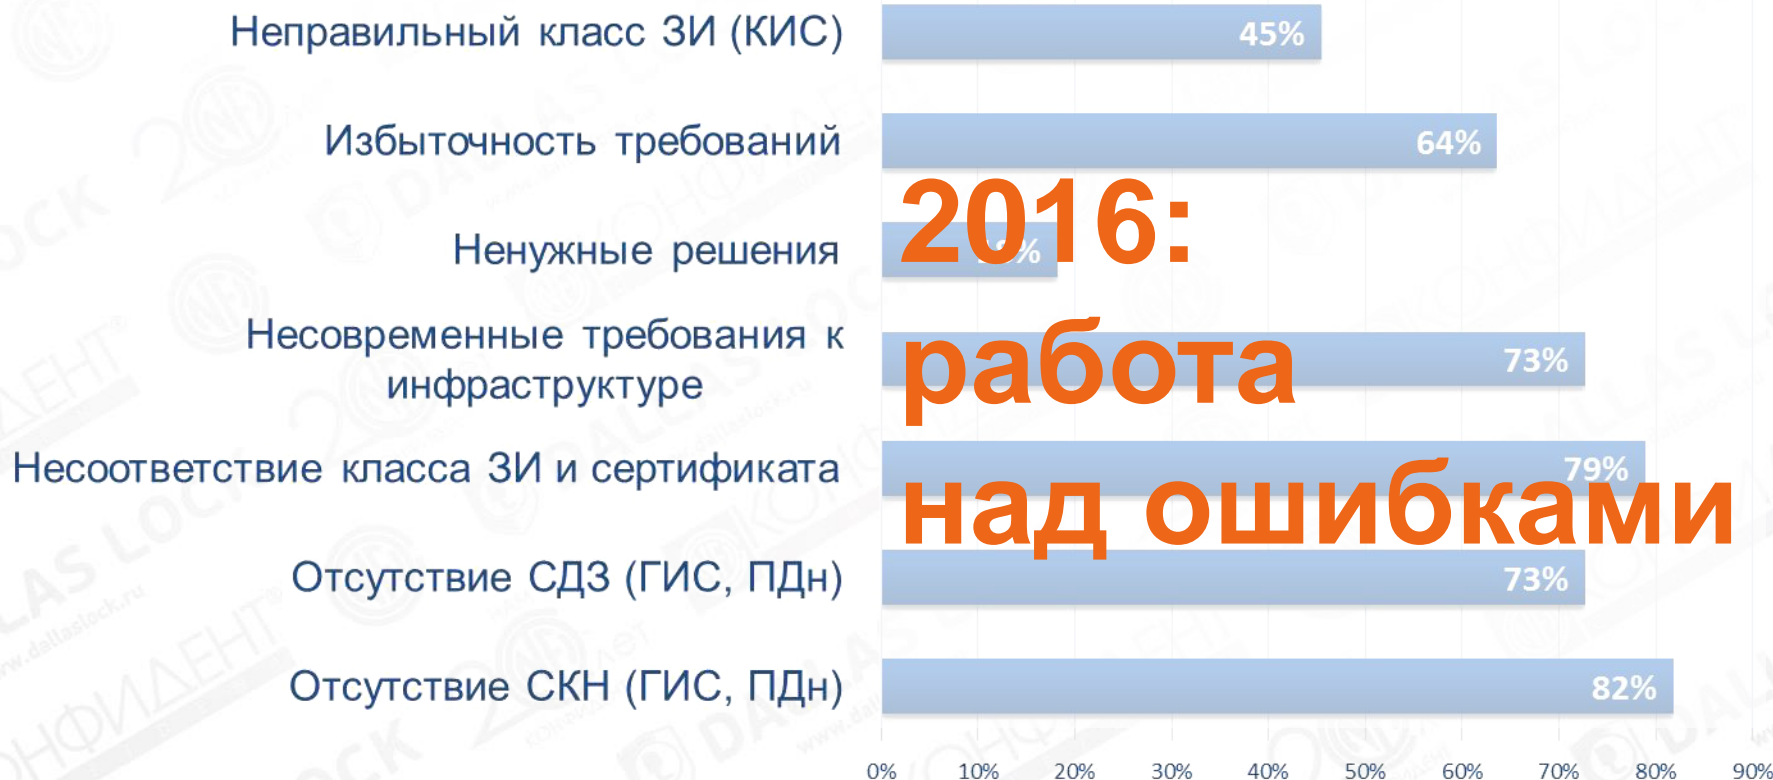 Неправильный класс ЗИ (КИС)
45%
Избыточность требований
64%
Ненужные решения
Несовременные требования к
инфраструктуре
73%
Несоответствие класса ЗИ и сертификата
79%
Отсутствие СДЗ (ГИС, ПДн)
73%
Отсутствие СКН (ГИС, ПДн)
82%
2016:
работа
над ошибками
0% 10% 20% 30% 40% 50% 60% 70% 80% 90%